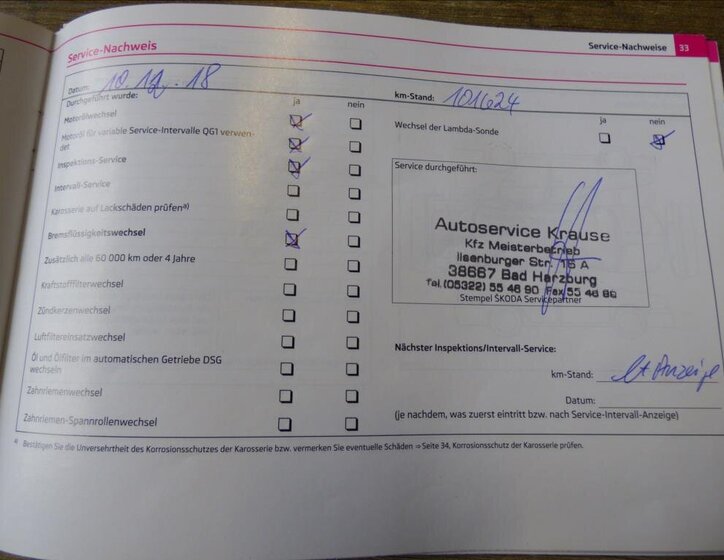 Service-Nachweis
Service-Nachweise 33
Datum: 10.12.18
km-Stand: 101624
Durchgeführt wurde: ja nein
Motorölwechsel
Motoröl für variable Service-Intervalle QG1 verwen-
det
Inspektions-Service
Intervall-Service
Karosserie auf Lackschäden prüfen a)
Bremsflüssigkeitswechsel
Zusätzlich alle 60 000 km oder 4 Jahre
Kraftstofffilterwechsel
Zündkerzenwechsel
Luftfiltereinsatzwechsel
Öl und Ölfilter im automatischen Getriebe DSG
wechseln
Zahnriemenwechsel
Zahnriemen-Spannrollenwechsel
ja nein
Wechsel der Lambda-Sonde
Service durchgeführt:
Autoservice Krause
Kfz Meisterbetrieb
Ilsenburger Str. 15 A
38667 Bad Harzburg
Tel. (05322) 55 46 90 Fax 55 46 86
Stempel ŠKODA Servicepartner
Nächster Inspektions/Intervall-Service:
km-Stand: lt Anzeige
Datum:
(je nachdem, was zuerst eintritt bzw. nach Service-Intervall-Anzeige)
a) Bestätigen Sie die Unversehrtheit des Korrosionsschutzes der Karosserie bzw. vermerken Sie eventuelle Schäden ⇒ Seite 34, Korrosionsschutz der Karosserie prüfen.